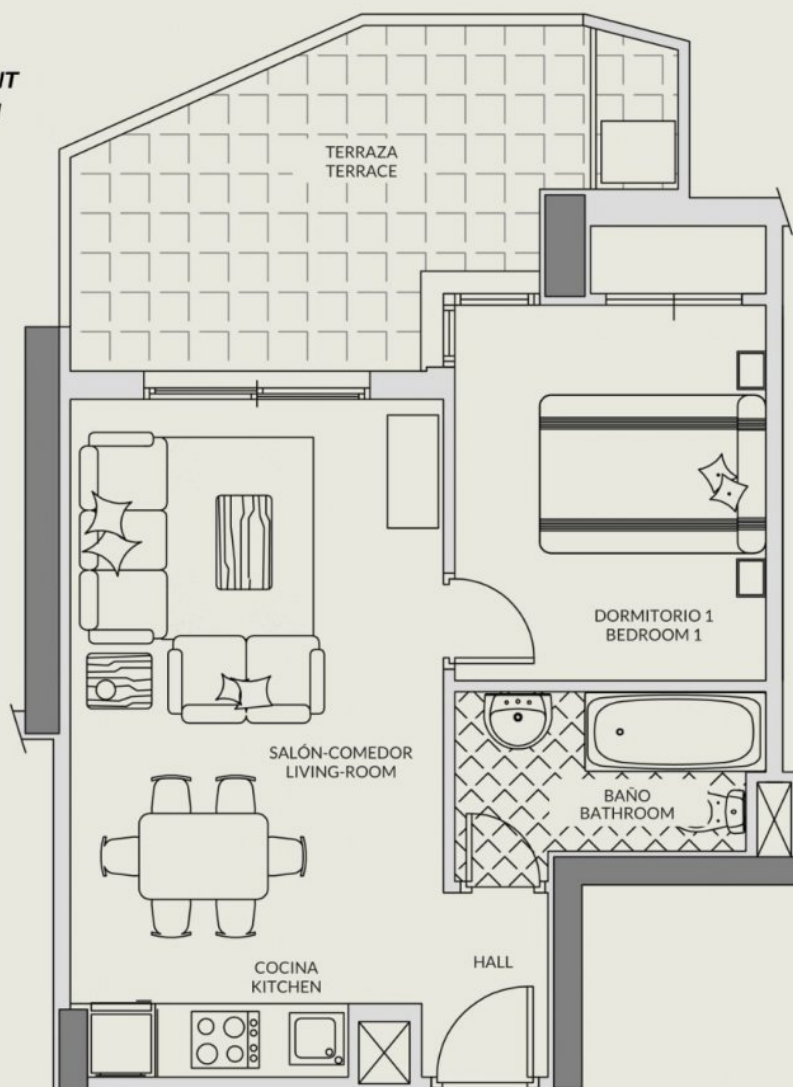 TERRAZA
TERRACE
DORMITORIO 1
BEDROOM 1
SALÓN-COMEDOR
LIVING-ROOM
BAÑO
BATHROOM
COCINA
KITCHEN
HALL